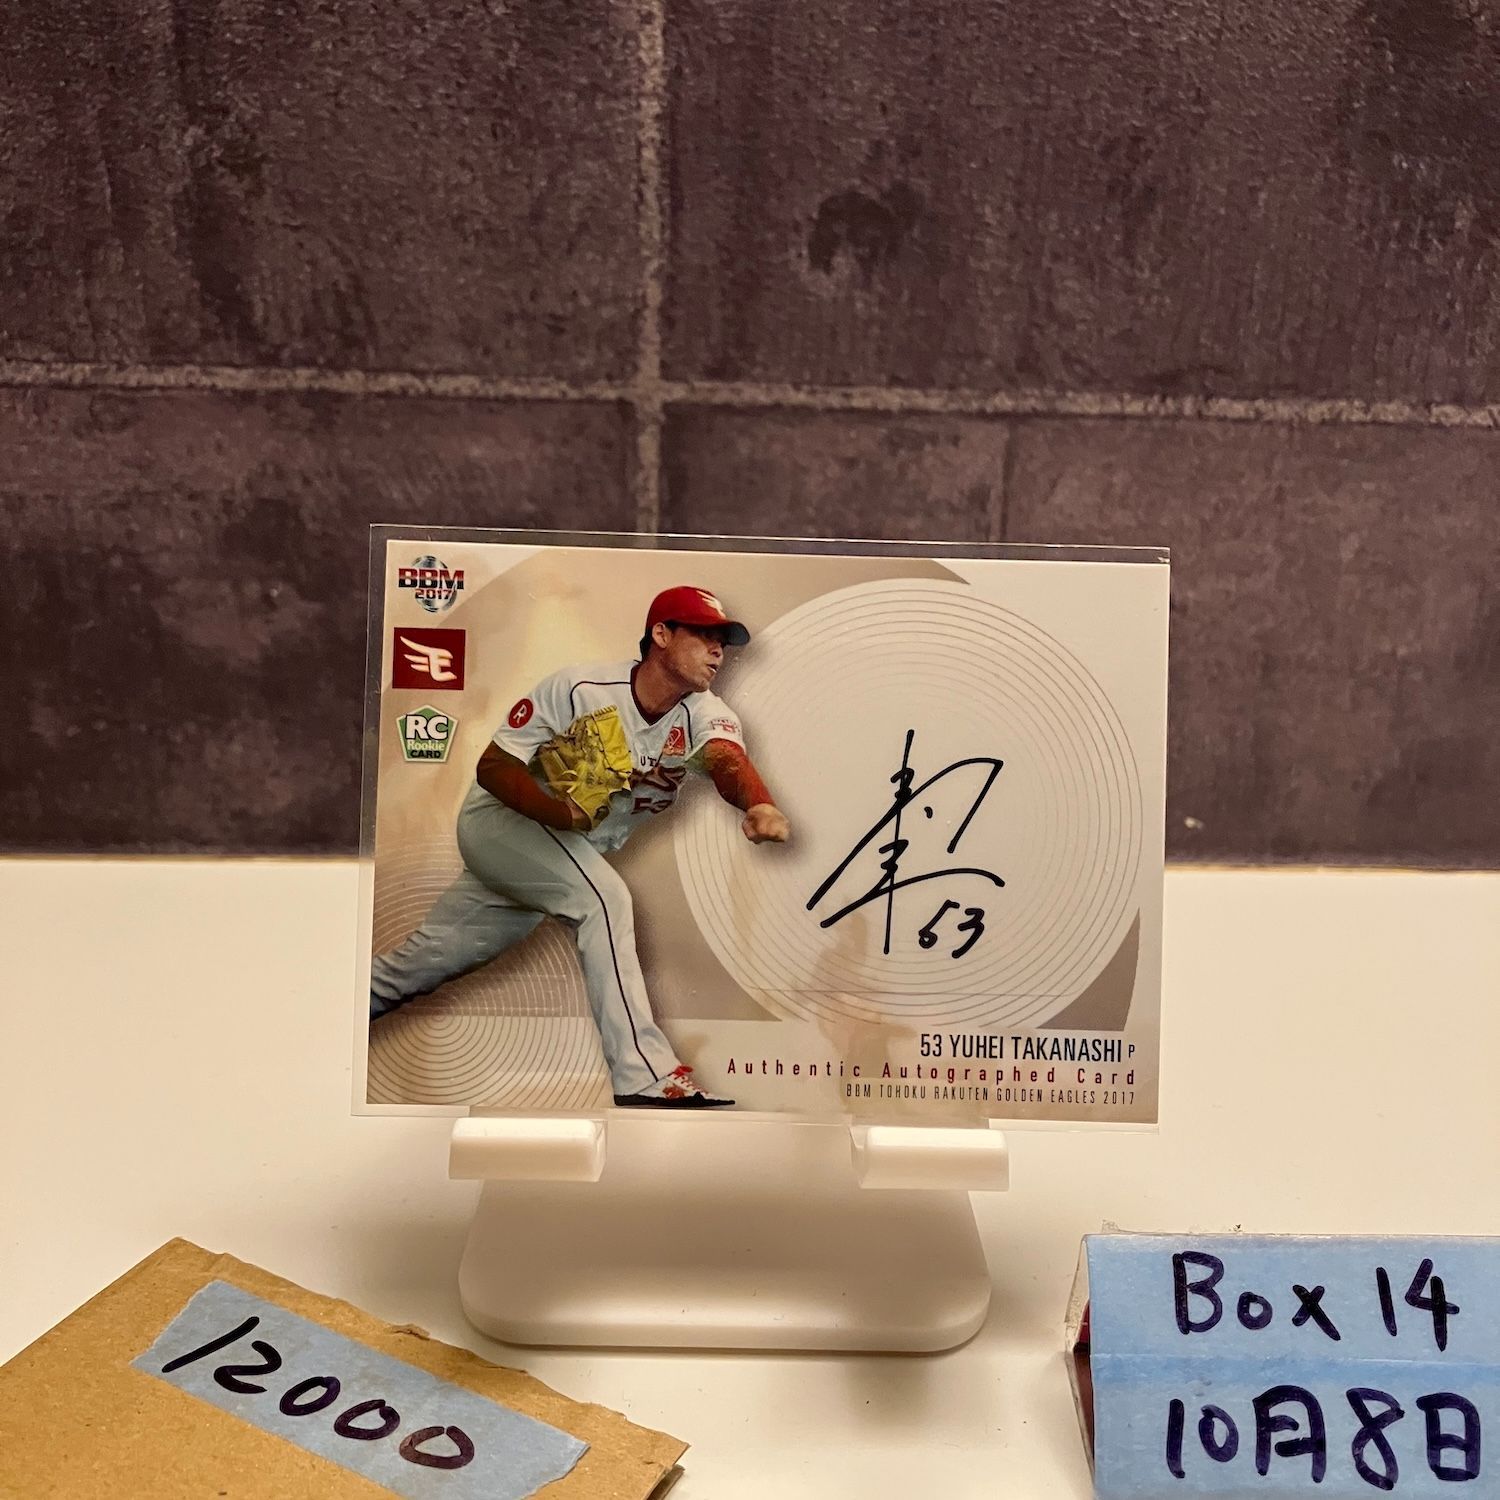 BBM
2017
E
RC
Rookie
CARD
R
53
53
53 YUHEI TAKANASHI P
Authentic Autographed Card
BBM TOHOKU RAKUTEN GOLDEN EAGLES 2017
12000
Box 14
10月8日